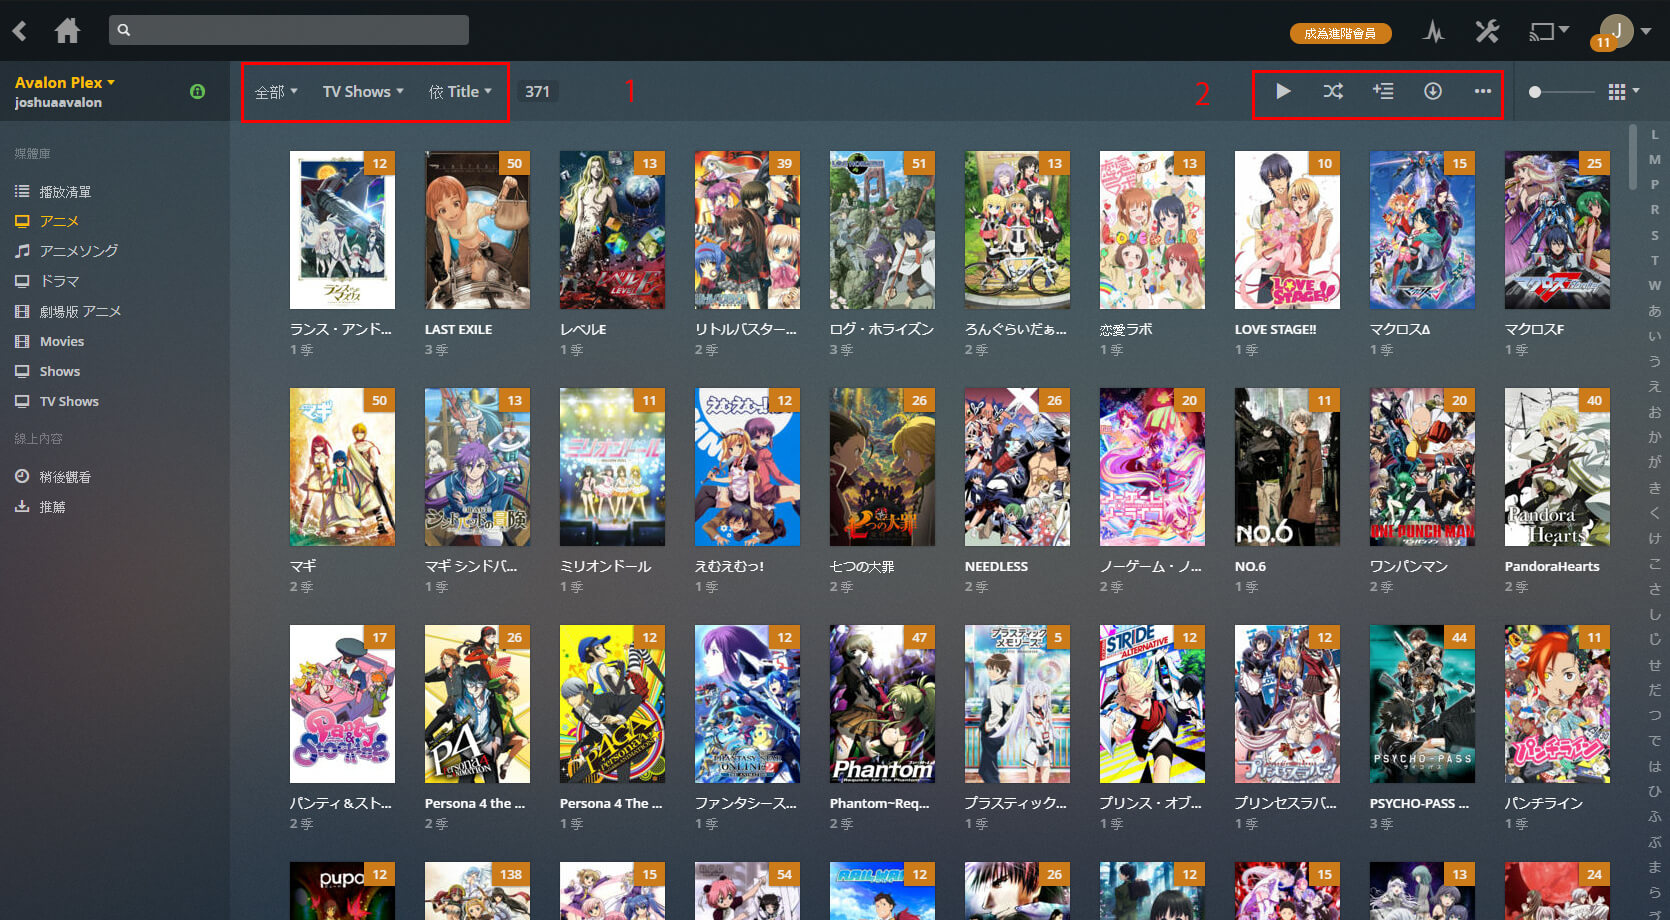 成為進階會員
J
11
Avalon Plex
joshuaavalon
全部 TV Shows 依 Title 371
1
2
媒體庫
播放清單
アニメ
アニメソング
ドラマ
劇場版 アニメ
Movies
Shows
TV Shows
線上內容
稍後觀看
推薦
12 50 13 39 51 13 13 10 15 25
ランス・アンド... LAST EXILE レベルE リトルバスター... ログ・ホライズン ろんぐらいだぁ... 恋愛ラボ LOVE STAGE!! マクロスΔ マクロスF
1 季 3 季 1 季 2 季 3 季 2 季 1 季 1 季 1 季 1 季
50 13 11 12 26 26 20 11 20 40
マギ マギ シンドバ... ミリオンドール えむえむっ! 七つの大罪 NEEDLESS ノーゲーム・ノ... NO.6 ワンパンマン PandoraHearts
2 季 1 季 1 季 1 季 2 季 2 季 2 季 1 季 2 季 2 季
17 26 12 12 47 5 12 12 44 11
パンティ＆スト... Persona 4 the ... Persona 4 The ... ファンタシース... Phantom~Req... プラスティック... プリンス・オブ... プリンセスラバ... PSYCHO-PASS ... パンチライン
2 季 2 季 1 季 1 季 2 季 1 季 1 季 1 季 3 季 1 季
12 138 15 54 12 26 12 15 13 24
L
M
P
R
S
T
W
あ
い
う
え
お
か
が
き
く
け
こ
さ
し
じ
せ
だ
つ
で
は
ひ
ふ
ぶ
ま
ら